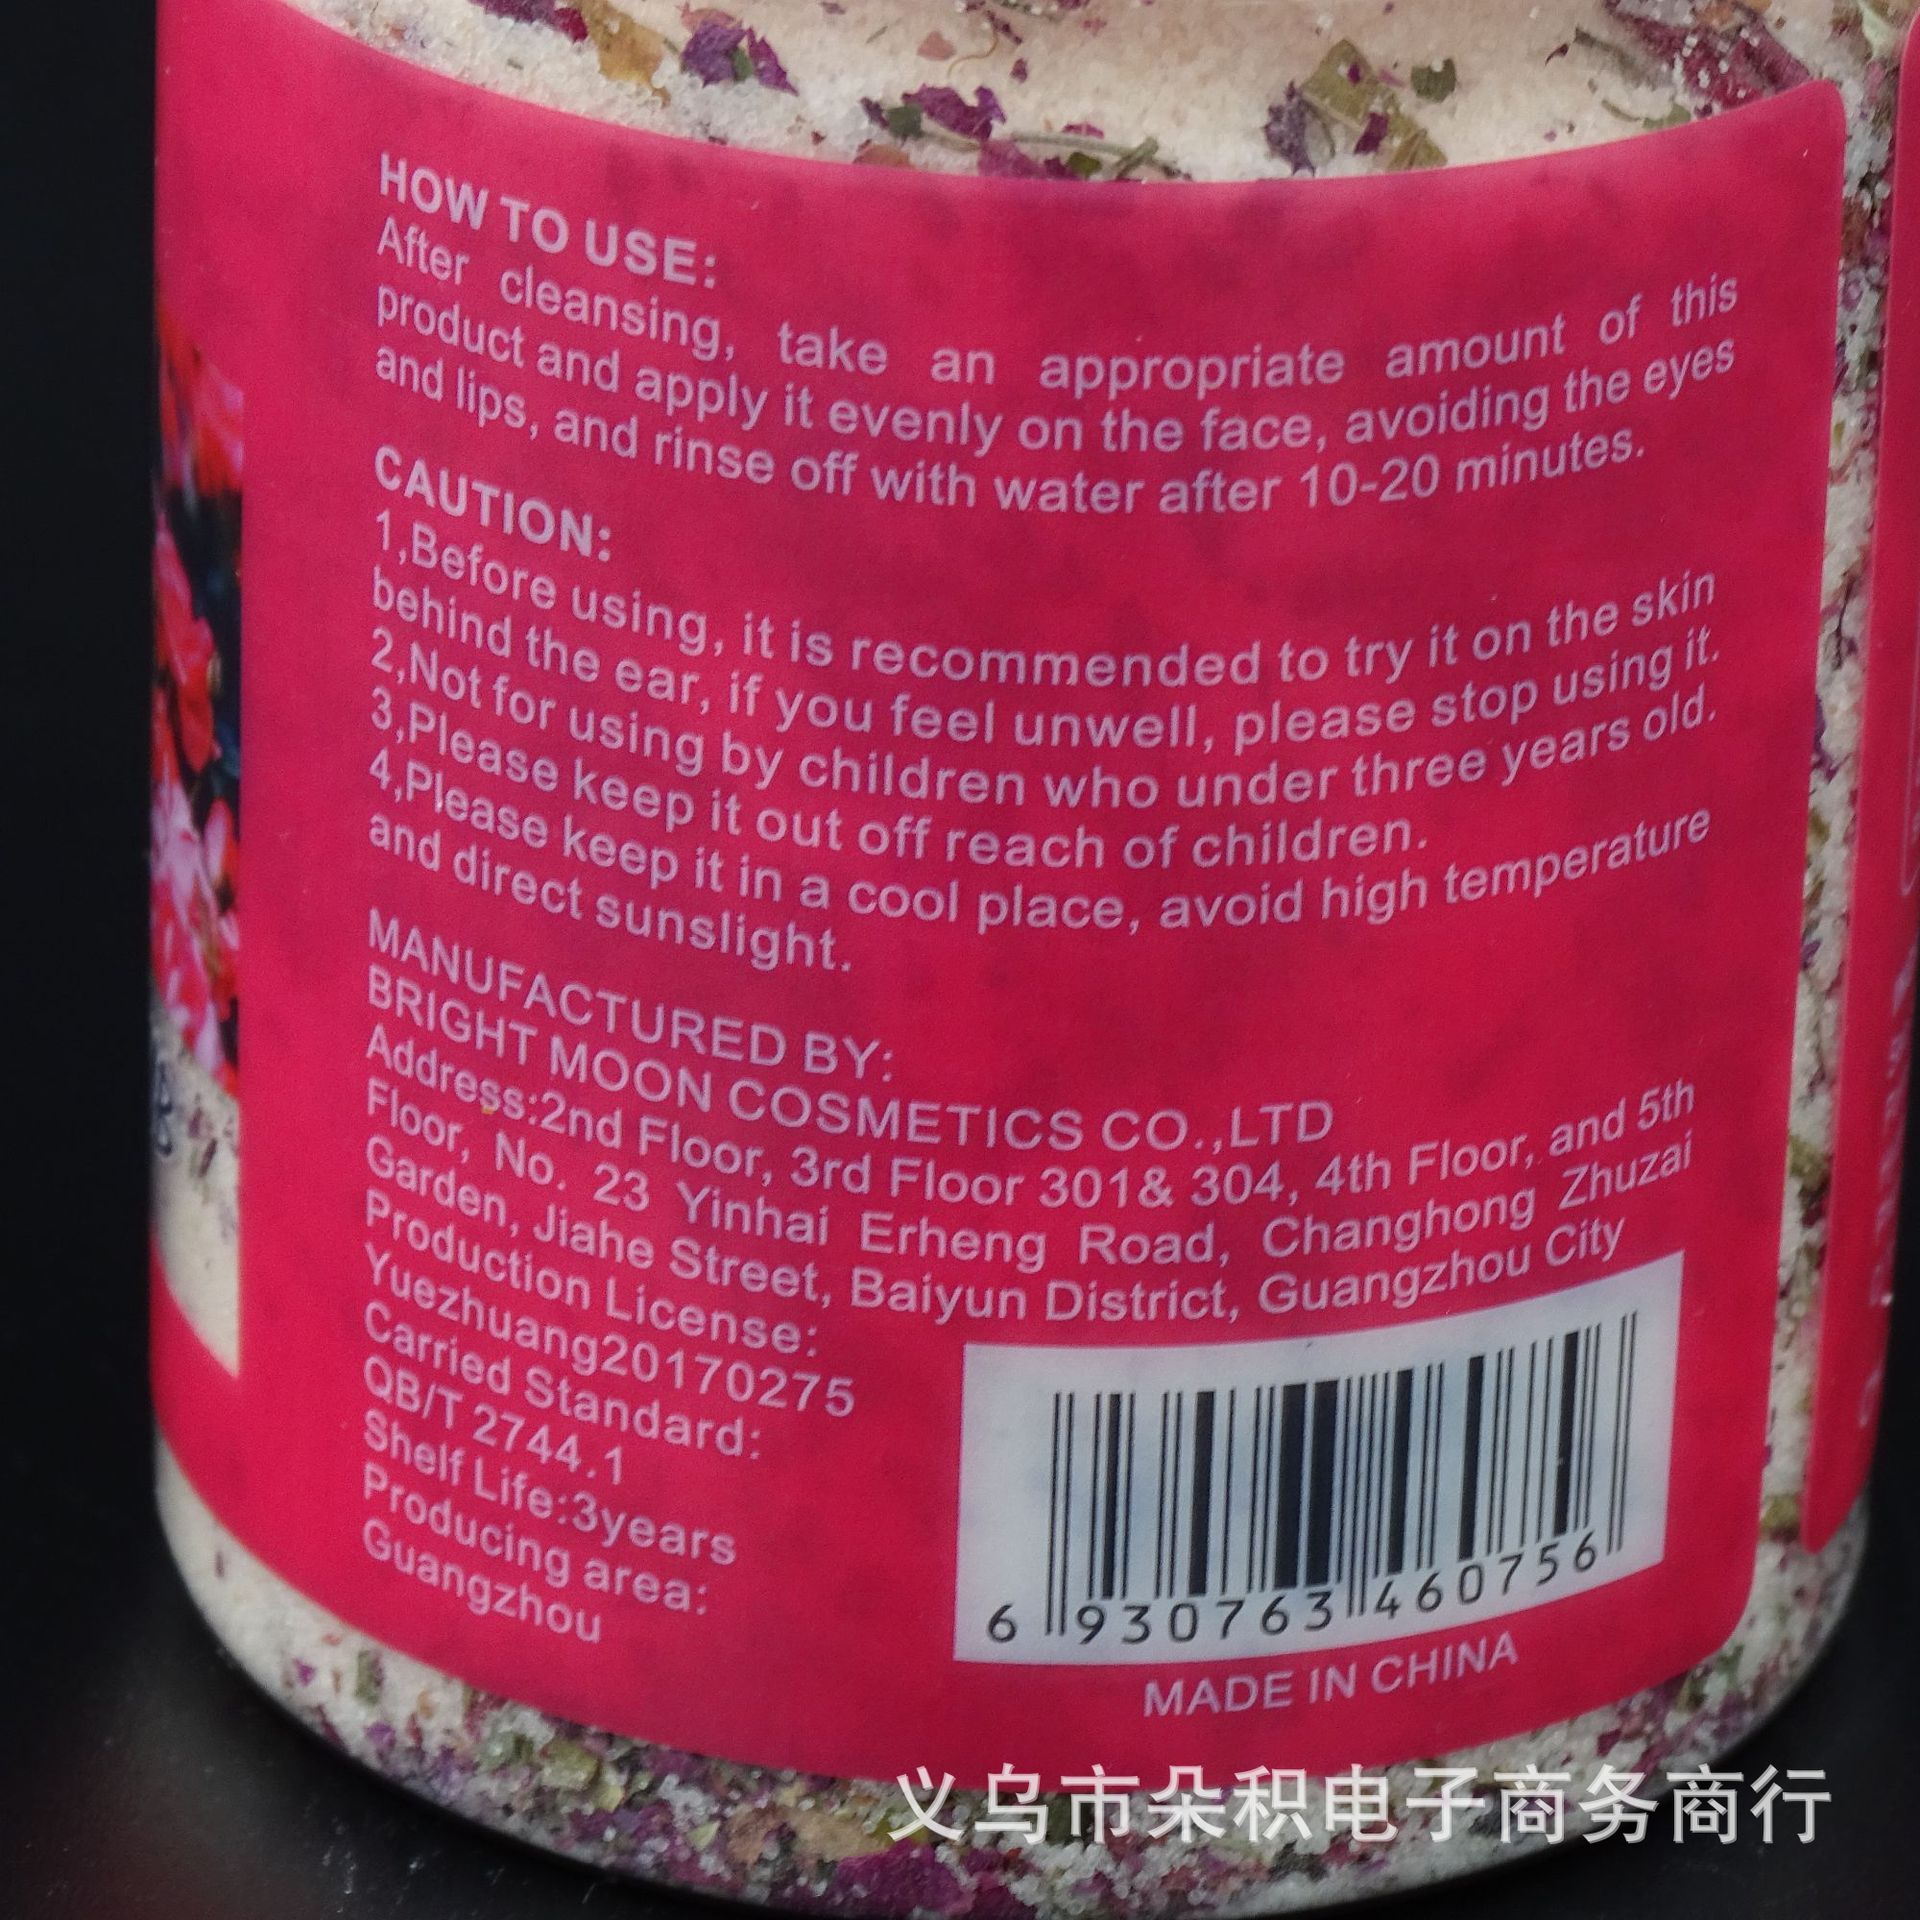 HOW TO USE:
After cleansing, take an appropriate amount of this
product and apply it evenly on the face, avoiding the eyes
and lips, and rinse off with water after 10-20 minutes.
CAUTION:
1,Before using, it is recommended to try it on the skin
behind the ear, if you feel unwell, please stop using it.
2,Not for using by children who under three years old.
3,Please keep it out off reach of children.
4,Please keep it in a cool place, avoid high temperature
and direct sunslight.
MANUFACTURED BY:
BRIGHT MOON COSMETICS CO.,LTD
Address:2nd Floor, 3rd Floor 301& 304, 4th Floor, and 5th
Floor, No. 23 Yinhai Erheng Road, Changhong Zhuzai
Garden, Jiahe Street, Baiyun District, Guangzhou City
Production License:
Yuezhuang20170275
Carried Standard:
QB/T 2744.1
Shelf Life:3years
Producing area:
Guangzhou
6 930763 460756
MADE IN CHINA
义乌市朵积电子商务商行